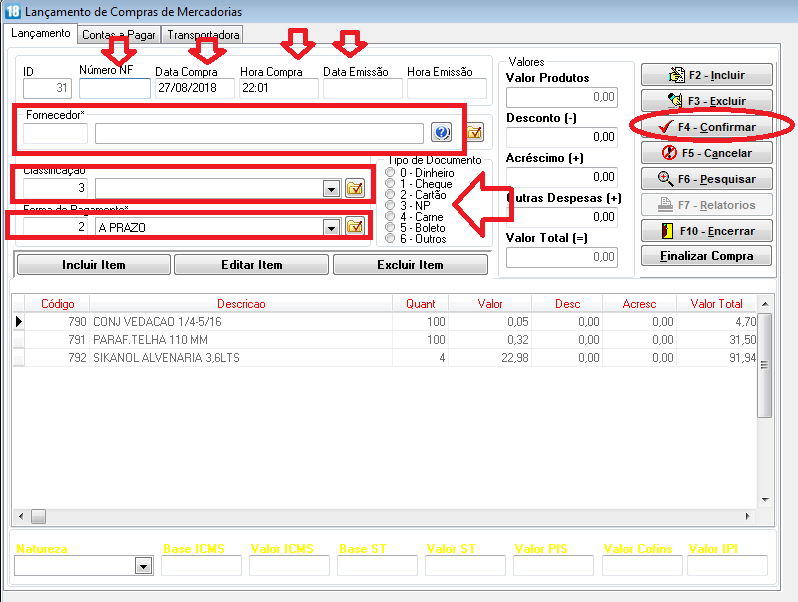 18 Lançamento de Compras de Mercadorias
Lançamento Contas a Pagar Transportadora
ID Número NF Data Compra Hora Compra Data Emissão Hora Emissão
31 27/08/2018 22:01
Fornecedor*
Classificação
3
Forma de Pagamento*
2 A PRAZO
Tipo de Documento
0 - Dinheiro
1 - Cheque
2 - Cartão
3 - NP
4 - Carne
5 - Boleto
6 - Outros
Valores
Valor Produtos
0,00
Desconto (-)
0,00
Acréscimo (+)
0,00
Outras Despesas (+)
0,00
Valor Total (=)
0,00
F2 - Incluir
F3 - Excluir
F4 - Confirmar
F5 - Cancelar
F6 - Pesquisar
F7 - Relatorios
F10 - Encerrar
Finalizar Compra
Incluir Item Editar Item Excluir Item
Código Descricao Quant Valor Desc Acresc Valor Total
790 CONJ VEDACAO 1/4-5/16 100 0,05 0,00 0,00 4,70
791 PARAF.TELHA 110 MM 100 0,32 0,00 0,00 31,50
792 SIKANOL ALVENARIA 3,6LTS 4 22,98 0,00 0,00 91,94
Natureza Base ICMS Valor ICMS Base ST Valor ST Valor PIS Valor Cofins Valor IPI